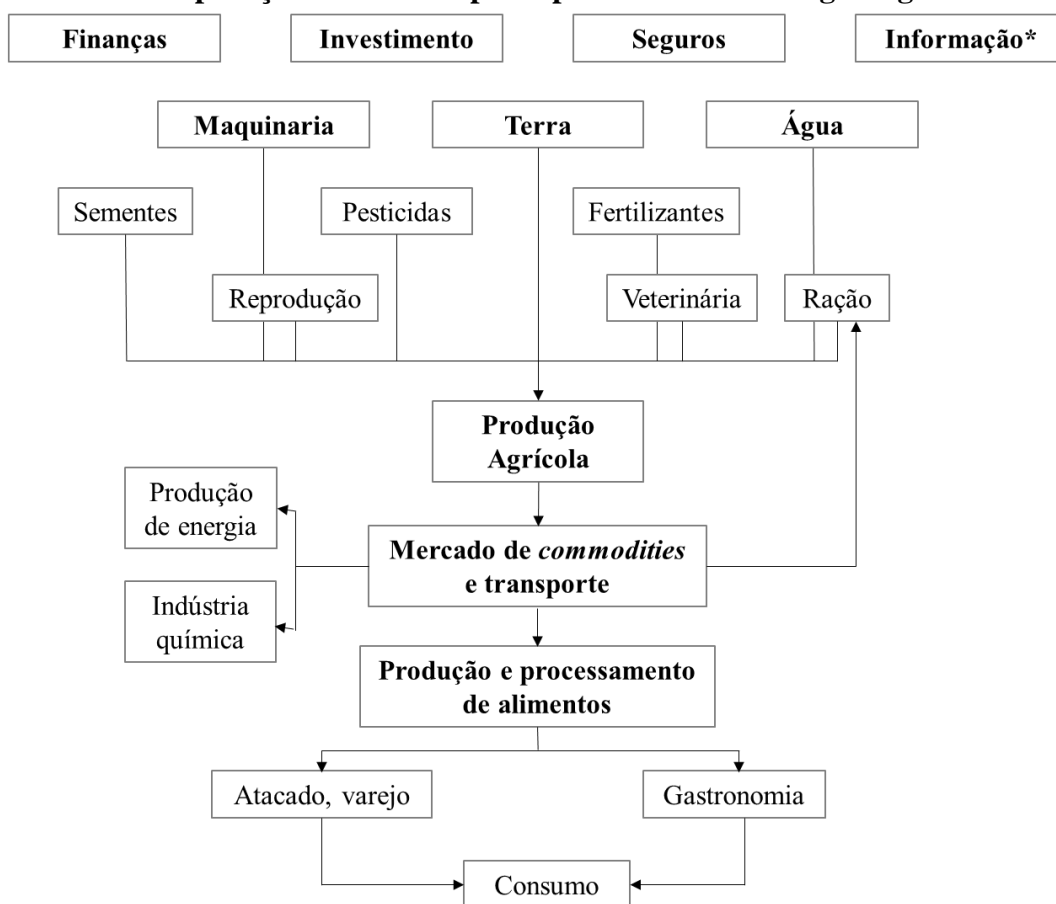 Finanças
Investimento
Seguros
Informação*
Maquinaria
Terra
Água
Sementes
Pesticidas
Fertilizantes
Reprodução
Veterinária
Ração
Produção
Agrícola
Produção
de energia
Mercado de commodities
e transporte
Indústria
química
Produção e processamento
de alimentos
Atacado, varejo
Gastronomia
Consumo